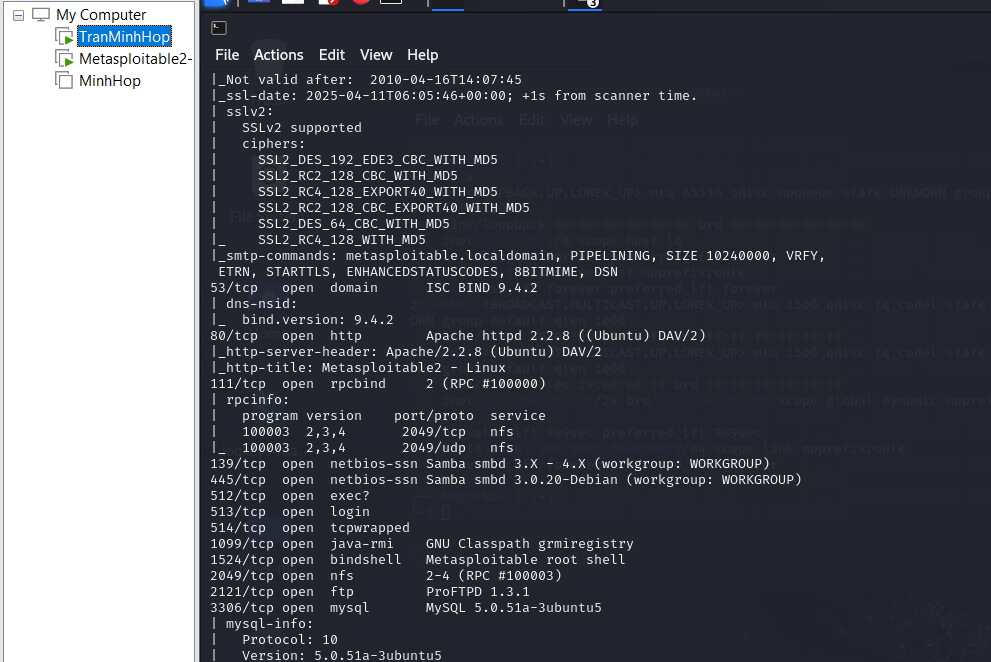 My Computer
TranMinhHop
Metasploitable2-
MinhHop
3
File Actions Edit View Help
|_Not valid after:  2010-04-16T14:07:45
|_ssl-date: 2025-04-11T06:05:46+00:00; +1s from scanner time.
| sslv2:
|   SSLv2 supported
|   ciphers:
|     SSL2_DES_192_EDE3_CBC_WITH_MD5
|     SSL2_RC2_128_CBC_WITH_MD5
|     SSL2_RC4_128_EXPORT40_WITH_MD5
|     SSL2_RC2_128_CBC_EXPORT40_WITH_MD5
|     SSL2_DES_64_CBC_WITH_MD5
|_    SSL2_RC4_128_WITH_MD5
|_smtp-commands: metasploitable.localdomain, PIPELINING, SIZE 10240000, VRFY,
 ETRN, STARTTLS, ENHANCEDSTATUSCODES, 8BITMIME, DSN
53/tcp   open  domain      ISC BIND 9.4.2
| dns-nsid:
|_  bind.version: 9.4.2
80/tcp   open  http        Apache httpd 2.2.8 ((Ubuntu) DAV/2)
|_http-server-header: Apache/2.2.8 (Ubuntu) DAV/2
|_http-title: Metasploitable2 - Linux
111/tcp  open  rpcbind     2 (RPC #100000)
| rpcinfo:
|   program version    port/proto  service
|   100003  2,3,4       2049/tcp   nfs
|_  100003  2,3,4       2049/udp   nfs
139/tcp  open  netbios-ssn Samba smbd 3.X - 4.X (workgroup: WORKGROUP)
445/tcp  open  netbios-ssn Samba smbd 3.0.20-Debian (workgroup: WORKGROUP)
512/tcp  open  exec?
513/tcp  open  login
514/tcp  open  tcpwrapped
1099/tcp open  java-rmi    GNU Classpath grmiregistry
1524/tcp open  bindshell   Metasploitable root shell
2049/tcp open  nfs         2-4 (RPC #100003)
2121/tcp open  ftp         ProFTPD 1.3.1
3306/tcp open  mysql       MySQL 5.0.51a-3ubuntu5
| mysql-info:
|   Protocol: 10
|   Version: 5.0.51a-3ubuntu5